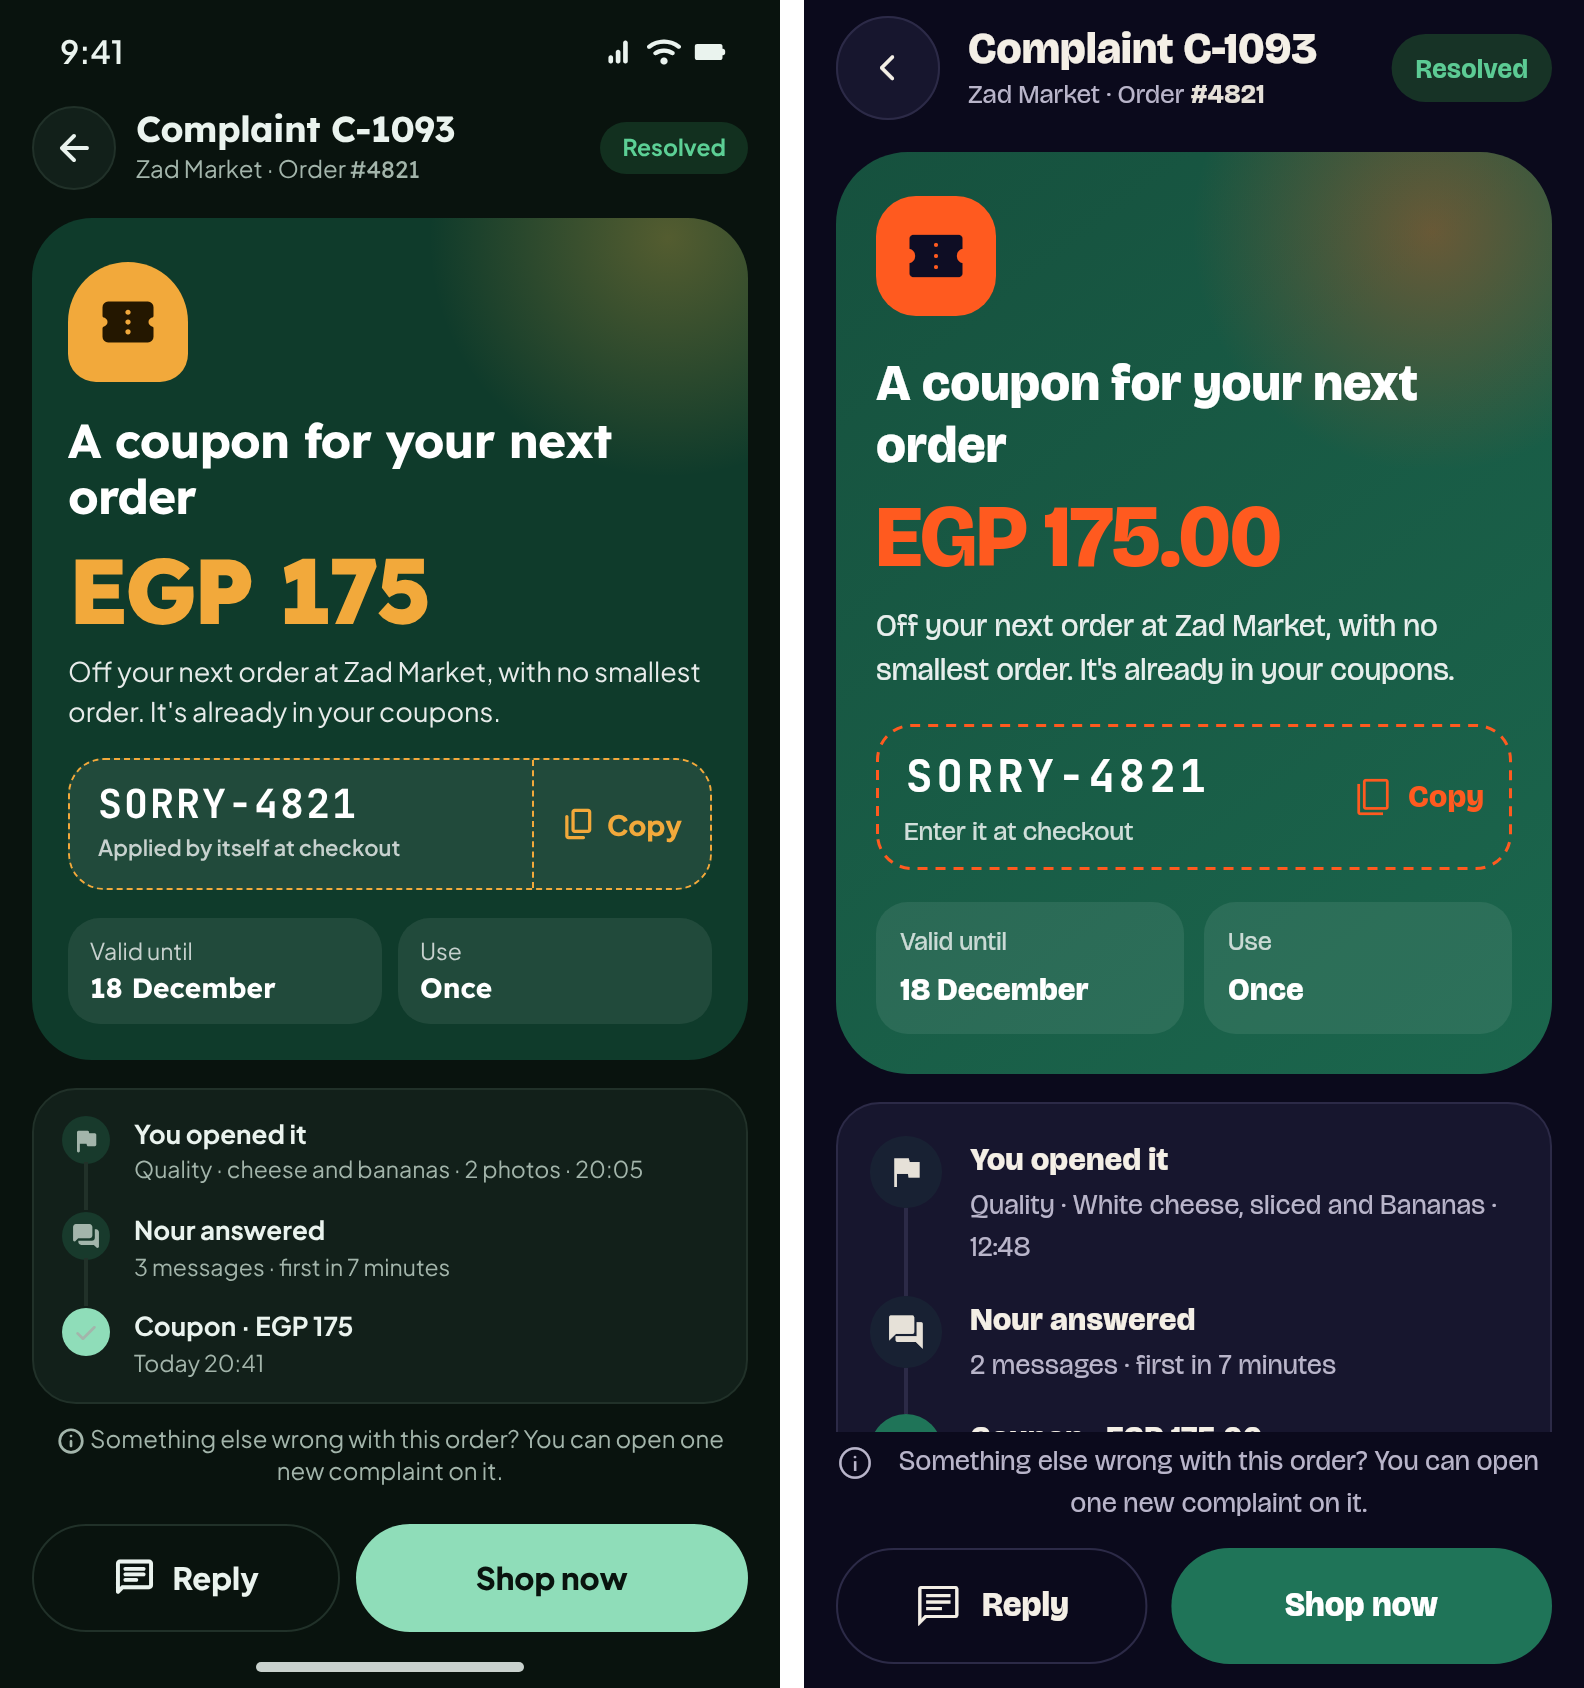 9:41
Complaint C-1093
Zad Market · Order #4821
Resolved
A coupon for your next
order
EGP 175
Off your next order at Zad Market, with no smallest
order. It's already in your coupons.
SORRY-4821
Applied by itself at checkout
Copy
Valid until
18 December
Use
Once
You opened it
Quality · cheese and bananas · 2 photos · 20:05
Nour answered
3 messages · first in 7 minutes
Coupon · EGP 175
Today 20:41
Something else wrong with this order? You can open one
new complaint on it.
Reply
Shop now
Complaint C-1093
Zad Market · Order #4821
Resolved
A coupon for your next
order
EGP 175.00
Off your next order at Zad Market, with no
smallest order. It's already in your coupons.
SORRY-4821
Enter it at checkout
Copy
Valid until
18 December
Use
Once
You opened it
Quality · White cheese, sliced and Bananas ·
12:48
Nour answered
2 messages · first in 7 minutes
Coupon · EGP 175.00
Something else wrong with this order? You can open
one new complaint on it.
Reply
Shop now